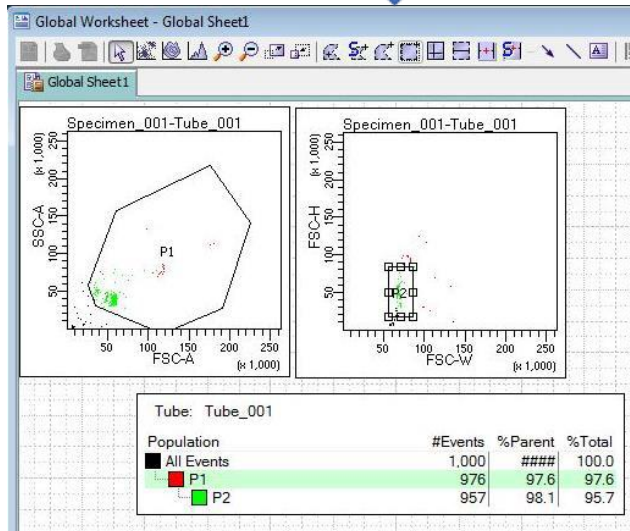 Global Worksheet - Global Sheet1
Global Sheet1
Specimen_001-Tube_001
SSC-A
(x 1,000)
50 100 150 200 250
P1
50 100 150 200 250
FSC-A
(x 1,000)
Specimen_001-Tube_001
FSC-H
(x 1,000)
50 100 150 200 250
P2
50 100 150 200 250
FSC-W
(x 1,000)
Tube: Tube_001
Population #Events %Parent %Total
All Events 1,000 #### 100.0
P1 976 97.6 97.6
P2 957 98.1 95.7